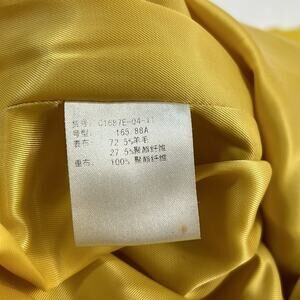 货号: C1687E-04-11
号型: 165.88A
表布: 72.5%羊毛
27.5%聚酯纤维
里布: 100% 聚酯纤维